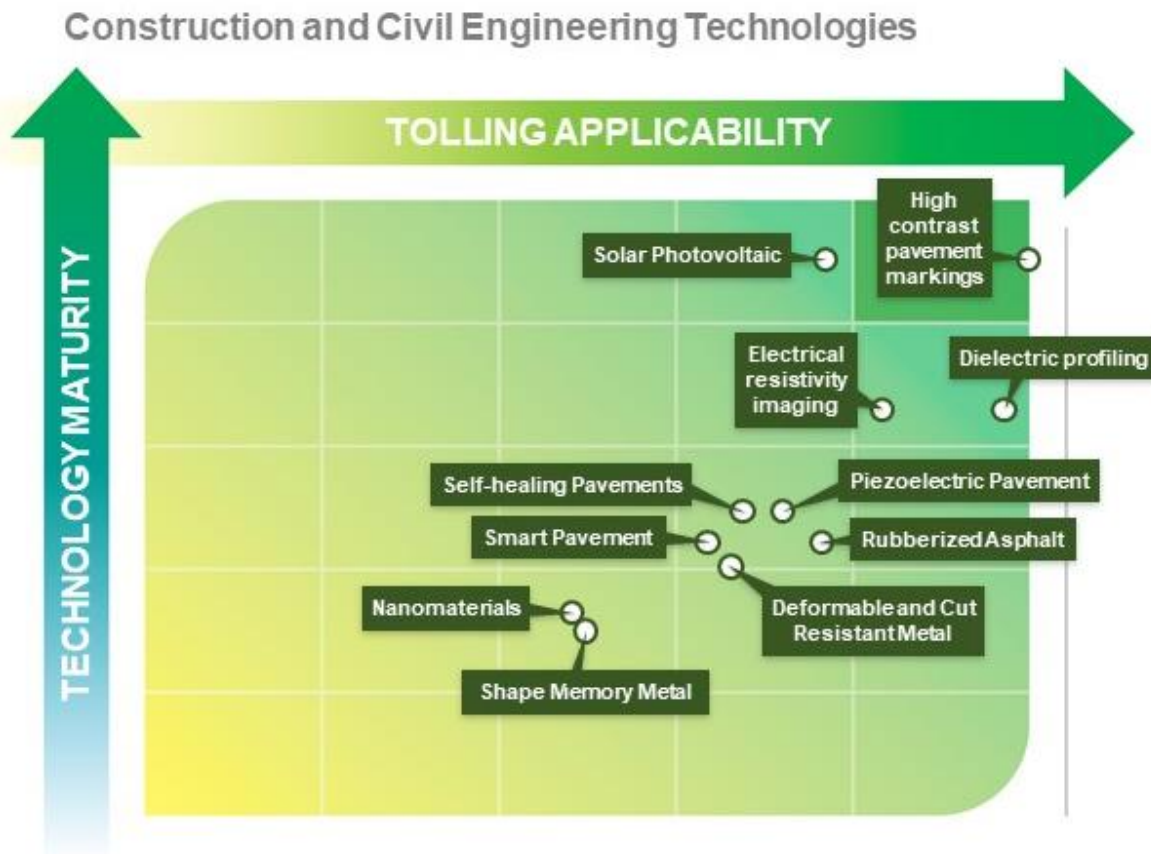 Construction and Civil Engineering Technologies
TOLLING APPLICABILITY
TECHNOLOGY MATURITY
High
contrast
pavement
markings
Solar Photovoltaic
Electrical
resistivity
imaging
Dielectric profiling
Self-healing Pavements
Piezoelectric Pavement
Smart Pavement
Rubberized Asphalt
Nanomaterials
Deformable and Cut
Resistant Metal
Shape Memory Metal